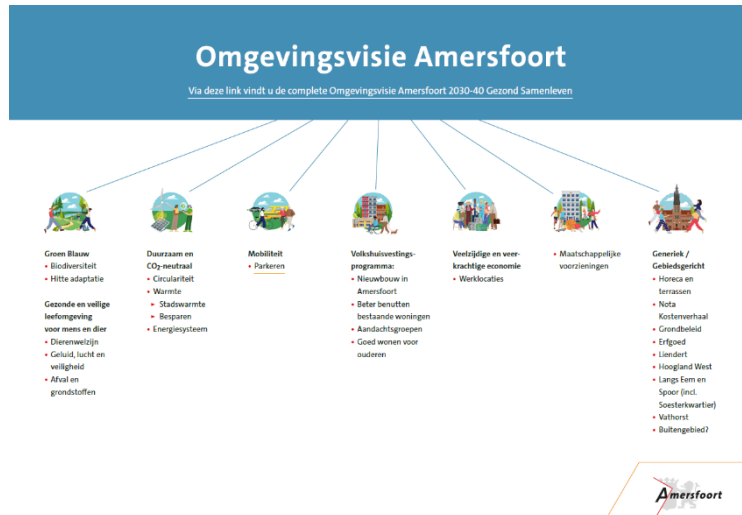 Omgevingsvisie Amersfoort
Via deze link vindt u de complete Omgevingsvisie Amersfoort 2030-40 Gezond Samenleven
Groen Blauw
• Biodiversiteit
• Hitte adaptatie
Gezonde en veilige
leefomgeving
voor mens en dier
• Dierenwelzijn
• Geluid, lucht en
veiligheid
• Afval en
grondstoffen
Duurzaam en
CO₂-neutraal
• Circulariteit
• Warmte
► Stadswarmte
► Besparen
• Energiesysteem
Mobiliteit
• Parkeren
Volkshuisvestings-
programma:
• Nieuwbouw in
Amersfoort
• Beter benutten
bestaande woningen
• Aandachtsgroepen
• Goed wonen voor
ouderen
Veelzijdige en veer-
krachtige economie
• Werklocaties
• Maatschappelijke
voorzieningen
Generiek /
Gebiedsgericht
• Horeca en
terrassen
• Nota
Kostenverhaal
• Grondbeleid
• Erfgoed
• Liendert
• Hoogland West
• Langs Eem en
Spoor (incl.
Soesterkwartier)
• Vathorst
• Buitengebied?
Amersfoort